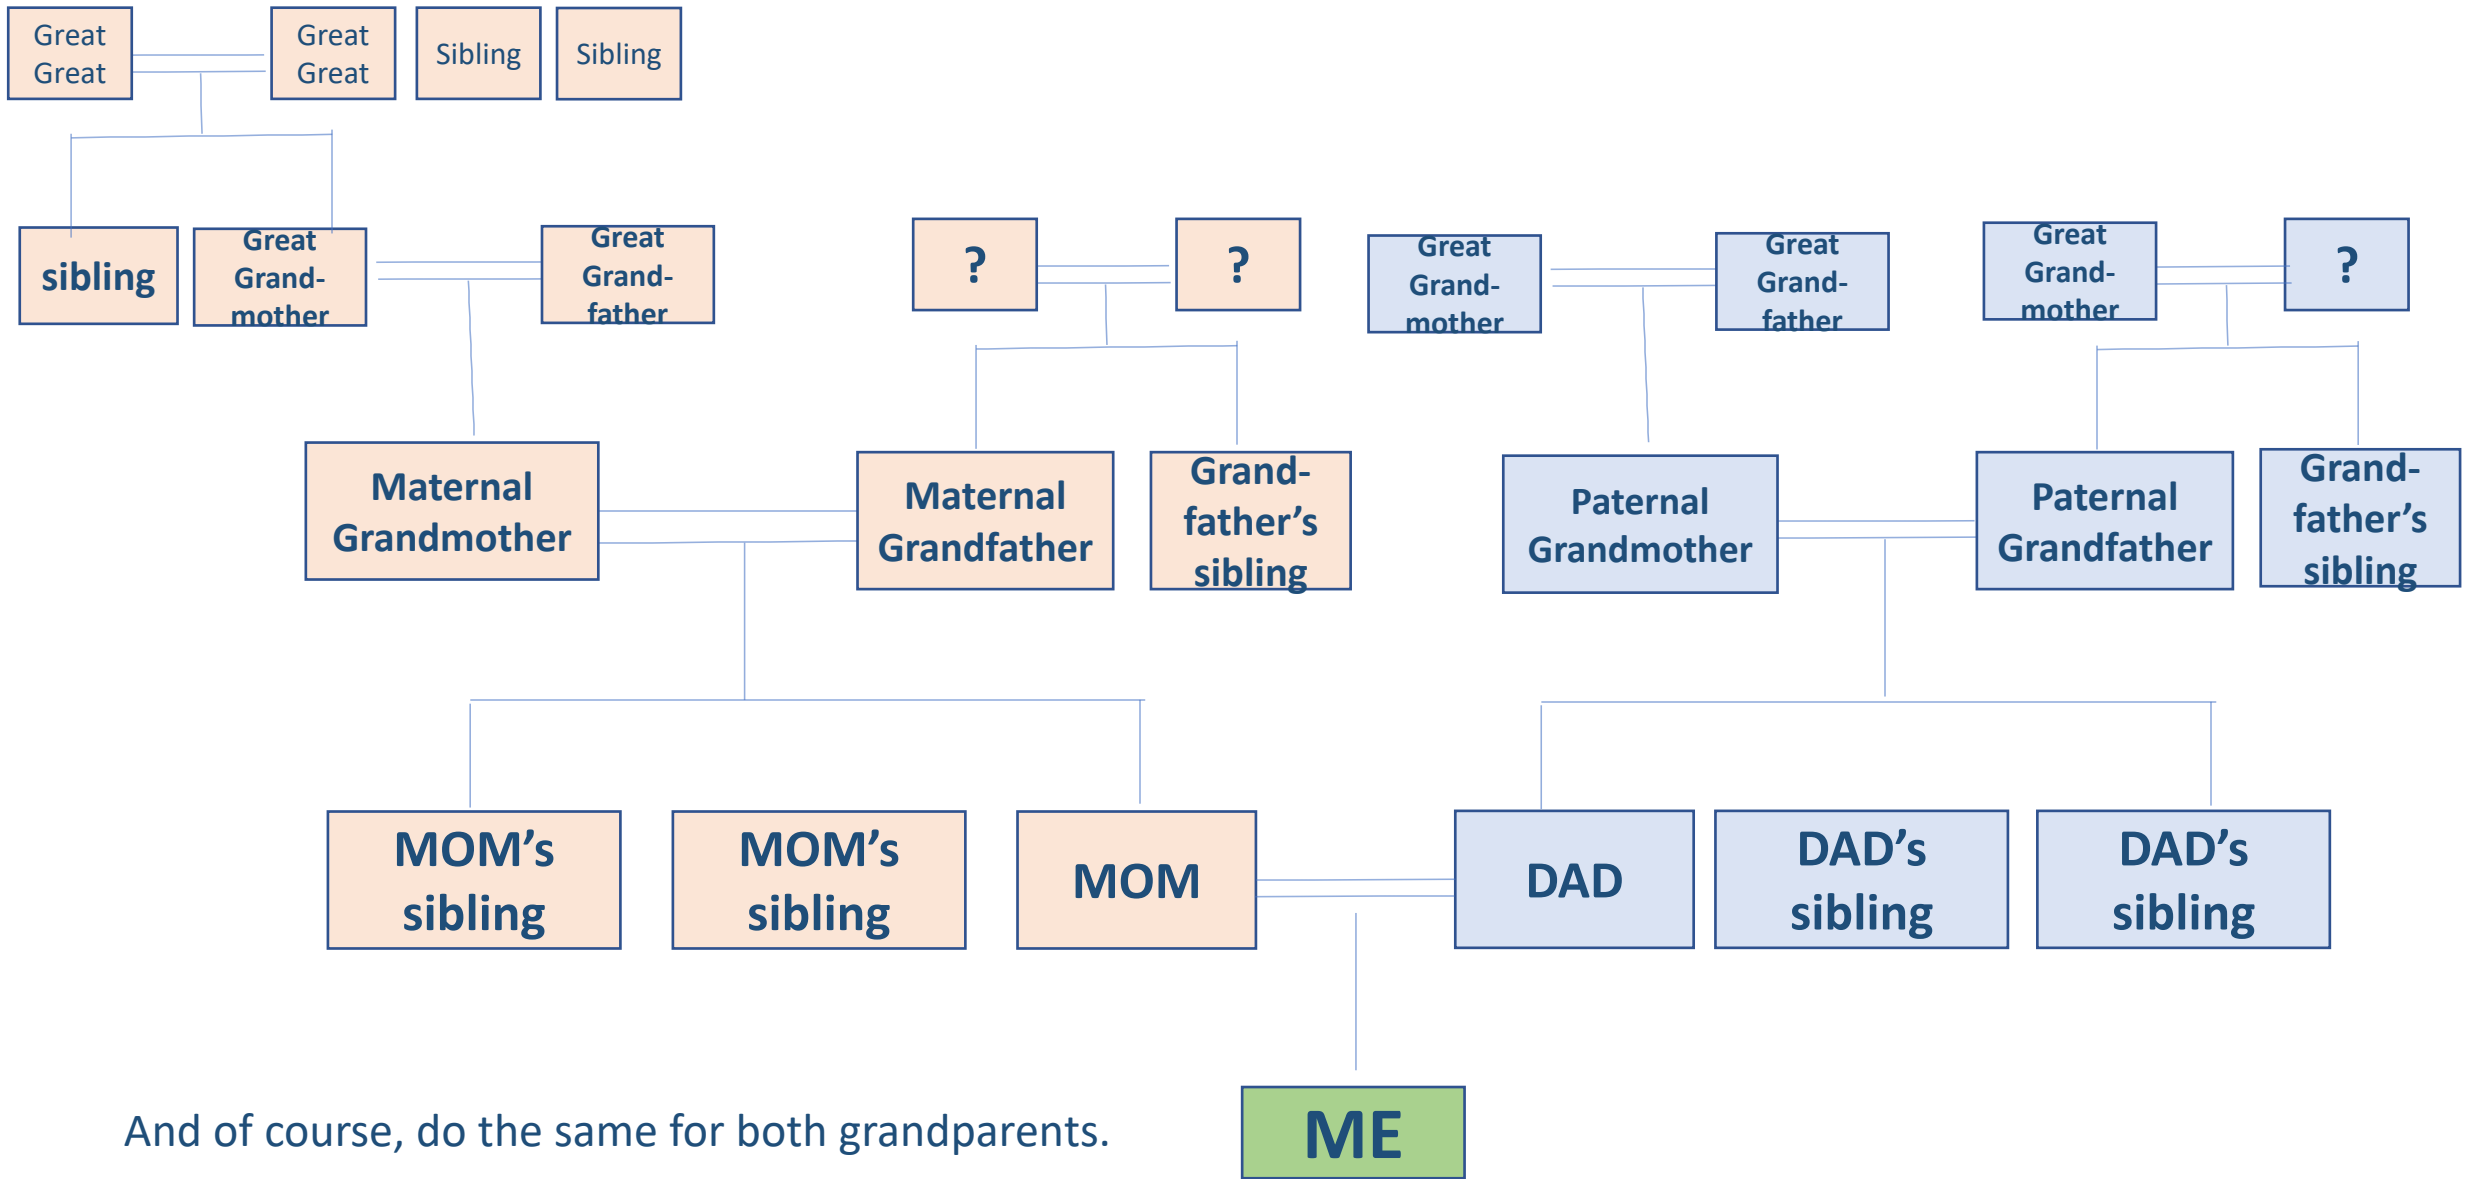 Great
Great
Great
Great
Sibling
Sibling
sibling
Great
Grand-
mother
Great
Grand-
father
?
?
Great
Grand-
mother
Great
Grand-
father
Great
Grand-
mother
?
Maternal
Grandmother
Maternal
Grandfather
Grand-
father’s
sibling
Paternal
Grandmother
Paternal
Grandfather
Grand-
father’s
sibling
MOM’s
sibling
MOM’s
sibling
MOM
DAD
DAD’s
sibling
DAD’s
sibling
And of course, do the same for both grandparents.
ME